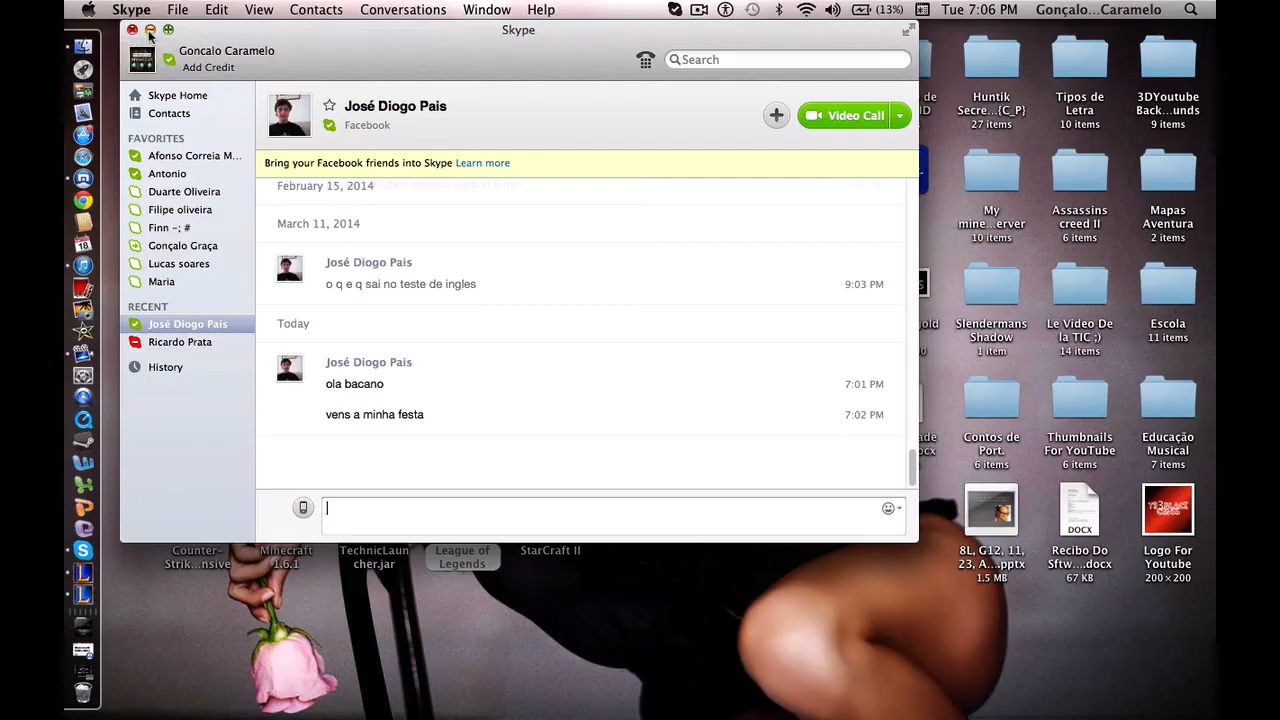 Skype File Edit View Contacts Conversations Window Help (13%) Tue 7:06 PM Gonçalo...Caramelo
Skype
Goncalo Caramelo
Add Credit
Search
Skype Home
Contacts
FAVORITES
Afonso Correia M...
Antonio
Duarte Oliveira
Filipe oliveira
Finn -; #
Gonçalo Graça
Lucas soares
Maria
RECENT
José Diogo Pais
Ricardo Prata
History
José Diogo Pais
Facebook
Video Call
Bring your Facebook friends into Skype Learn more
February 15, 2014
March 11, 2014
José Diogo Pais
o q e q sai no teste de ingles 9:03 PM
Today
José Diogo Pais
ola bacano 7:01 PM
vens a minha festa 7:02 PM
Counter-
Strik...nsive
Minecraft
1.6.1
TechnicLaun
cher.jar
League of
Legends
StarCraft II
Huntik
Secre...{C_P}
27 items
Tipos de
Letra
10 items
3DYoutube
Back...unds
9 items
My
mine...erver
10 items
Assassins
creed II
6 items
Mapas
Aventura
2 items
Slendermans
Shadow
1 item
Le Video De
la TIC ;)
14 items
Escola
11 items
Contos de
Port.
6 items
Thumbnails
For YouTube
6 items
Educação
Musical
7 items
DOCX
8L, G12, 11,
23, A....pptx
1.5 MB
Recibo Do
Sftw....docx
67 KB
Logo For
Youtube
200×200